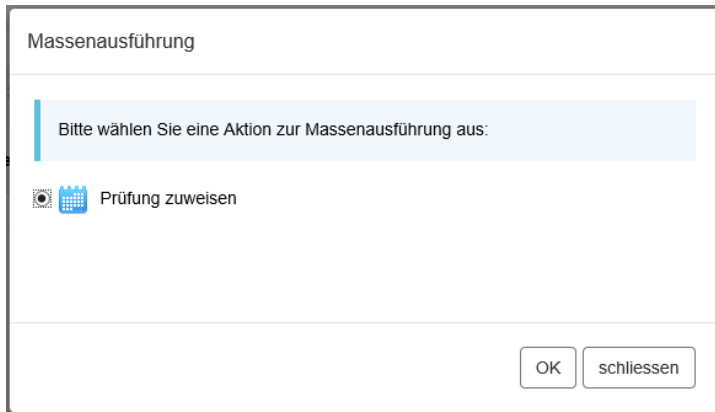 Massenausführung
Bitte wählen Sie eine Aktion zur Massenausführung aus:
Prüfung zuweisen
OK schliessen